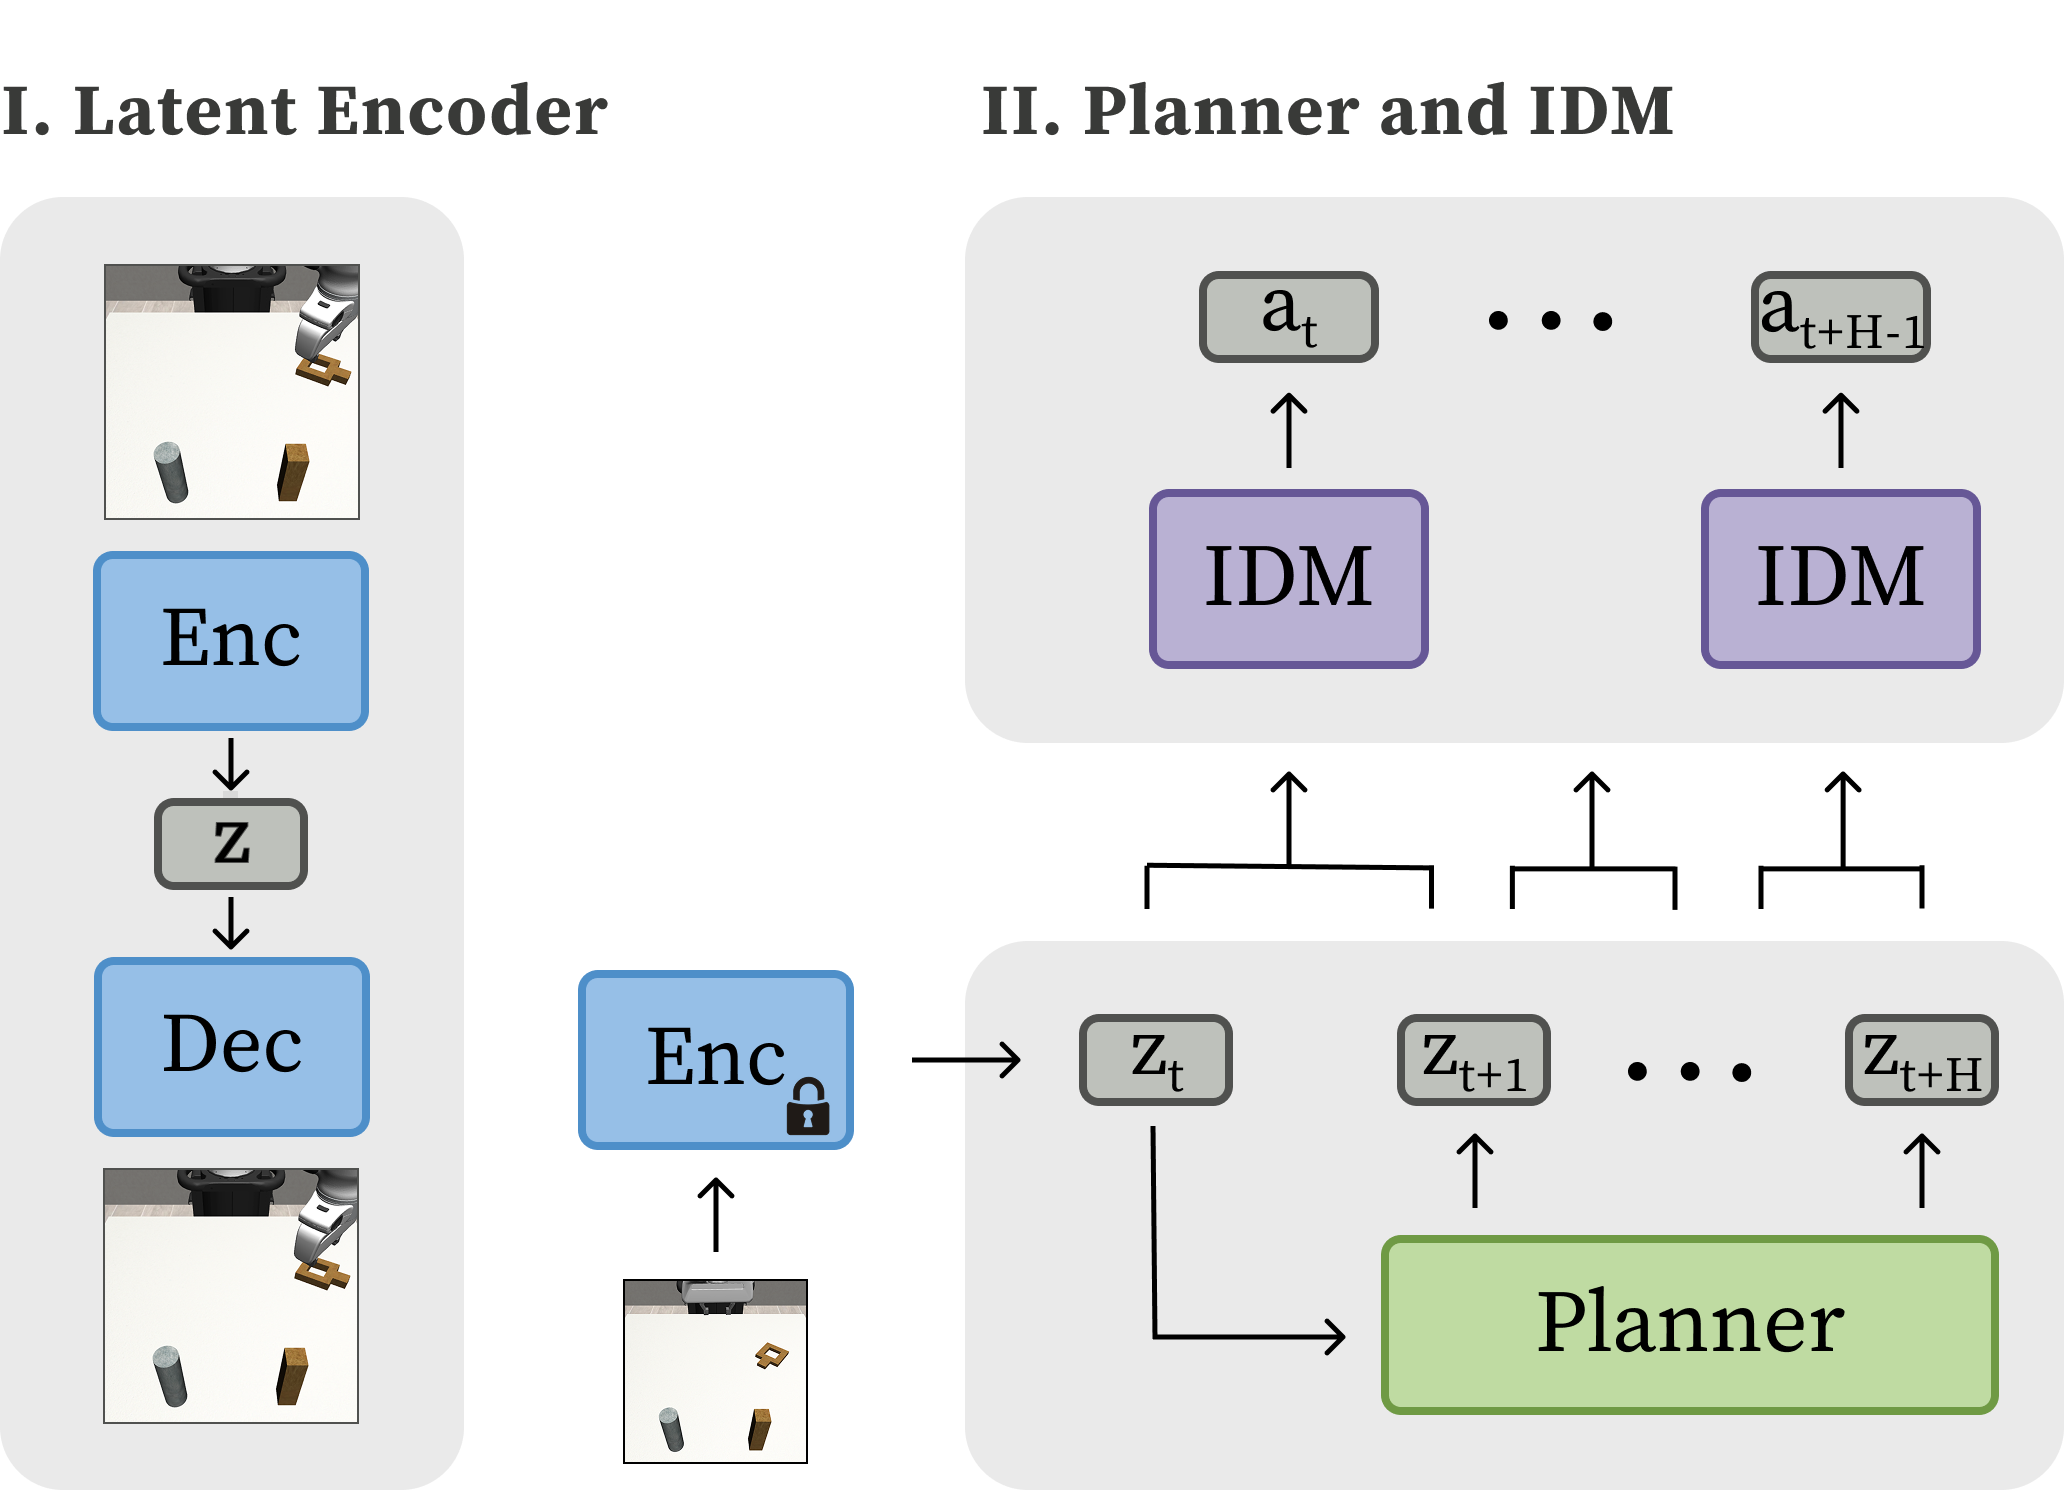 I. Latent Encoder
Enc
z
Dec
Enc
II. Planner and IDM
a_t ... a_{t+H-1}
IDM IDM
z_t z_{t+1} ... z_{t+H}
Planner